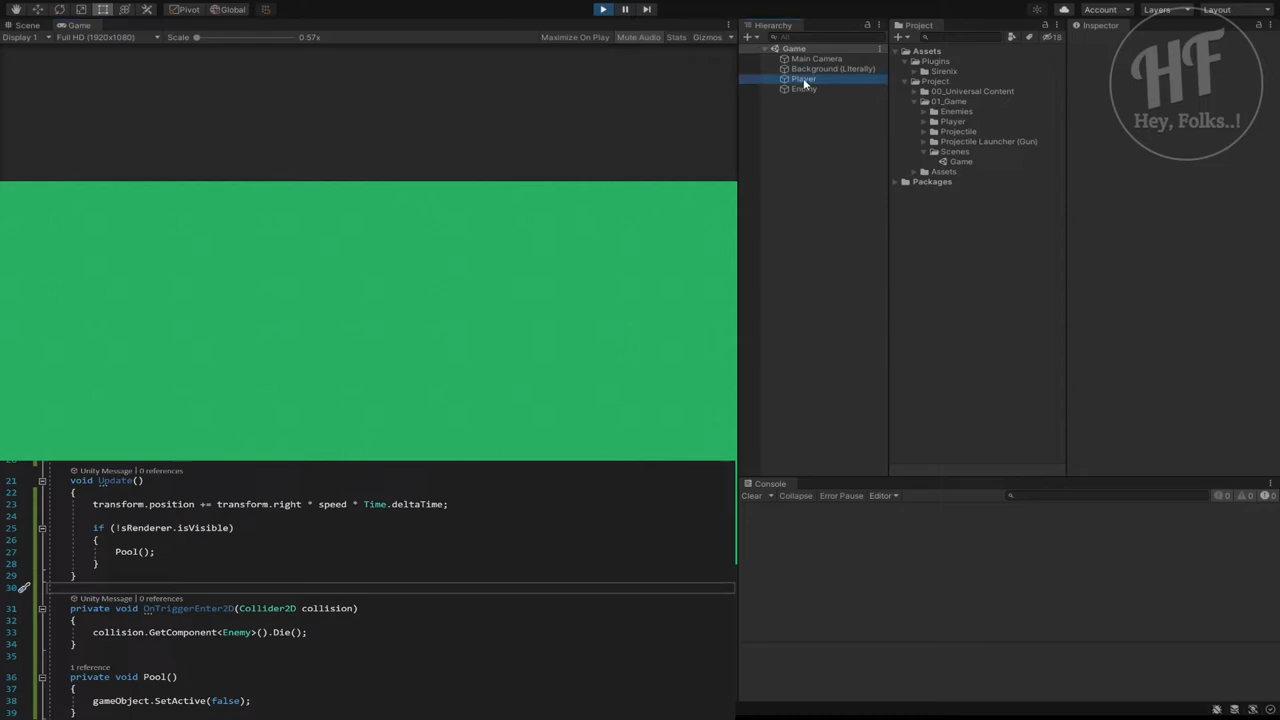 Pivot Global Account Layers Layout
Scene Game Hierarchy Project Inspector
Display 1 Full HD (1920x1080) Scale 0.57x Maximize On Play Mute Audio Stats Gizmos All 18
Game
Main Camera
Background (LIterally)
Player
Enemy
Assets
Plugins
Sirenix
Project
00_Universal Content
01_Game
Enemies
Player
Projectile
Projectile Launcher (Gun)
Scenes
Game
Assets
Packages
HF
Hey, Folks..!
Unity Message | 0 references
21 void Update()
22 {
23 transform.position += transform.right * speed * Time.deltaTime;
24
25 if (!sRenderer.isVisible)
26 {
27 Pool();
28 }
29 }
30
Unity Message | 0 references
31 private void OnTriggerEnter2D(Collider2D collision)
32 {
33 collision.GetComponent<Enemy>().Die();
34 }
35
1 reference
36 private void Pool()
37 {
38 gameObject.SetActive(false);
39 }
Console
Clear Collapse Error Pause Editor 0 0 0